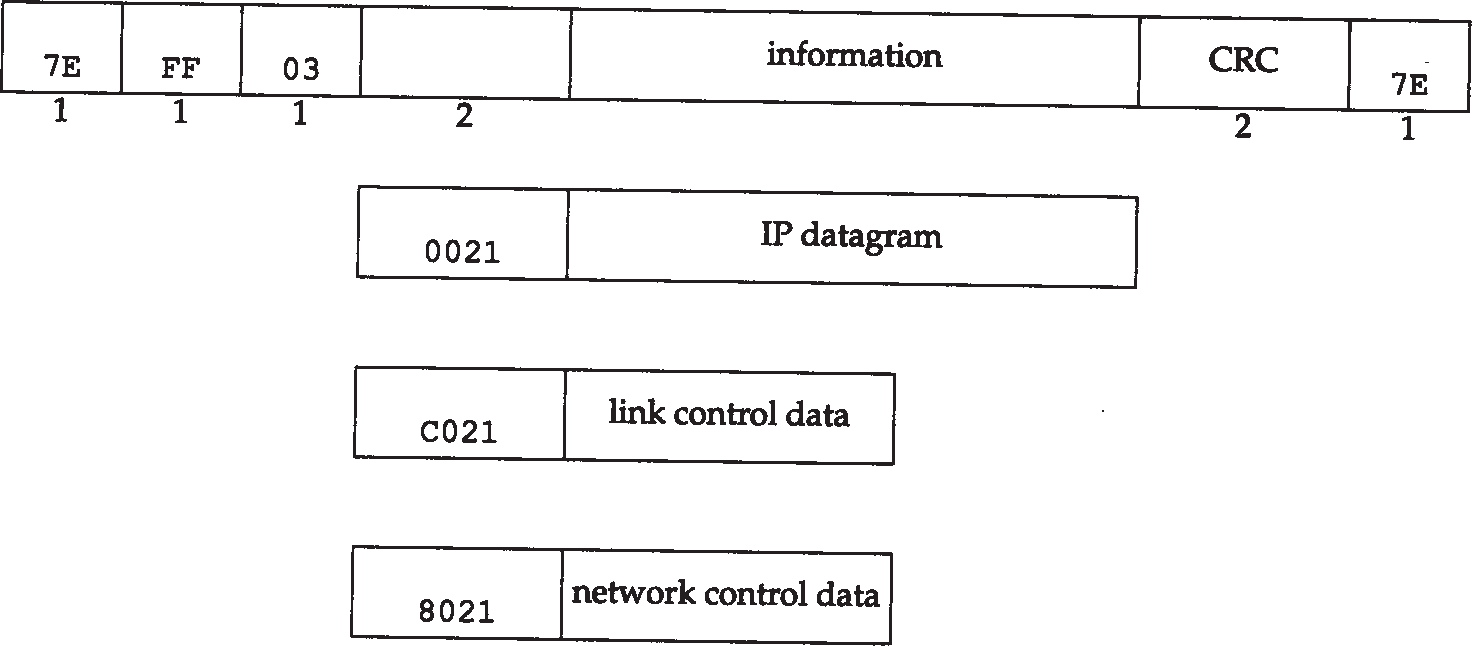 7E FF 03 information CRC 7E
1 1 1 2 2 1
0021 IP datagram
C021 link control data
8021 network control data